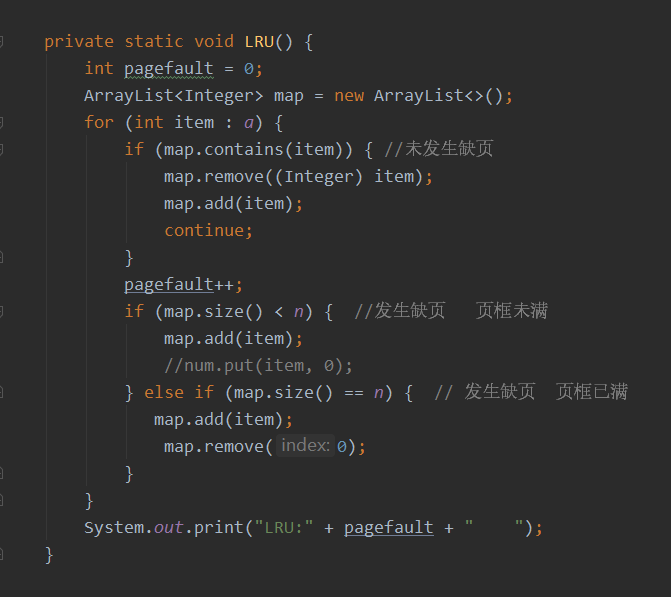 private static void LRU() {
    int pagefault = 0;
    ArrayList<Integer> map = new ArrayList<>();
    for (int item : a) {
        if (map.contains(item)) { //未发生缺页
            map.remove((Integer) item);
            map.add(item);
            continue;
        }
        pagefault++;
        if (map.size() < n) {  //发生缺页   页框未满
            map.add(item);
            //num.put(item, 0);
        } else if (map.size() == n) {  // 发生缺页  页框已满
           map.add(item);
            map.remove( index: 0);
        }
    }
    System.out.print("LRU:" + pagefault + "    ");
}